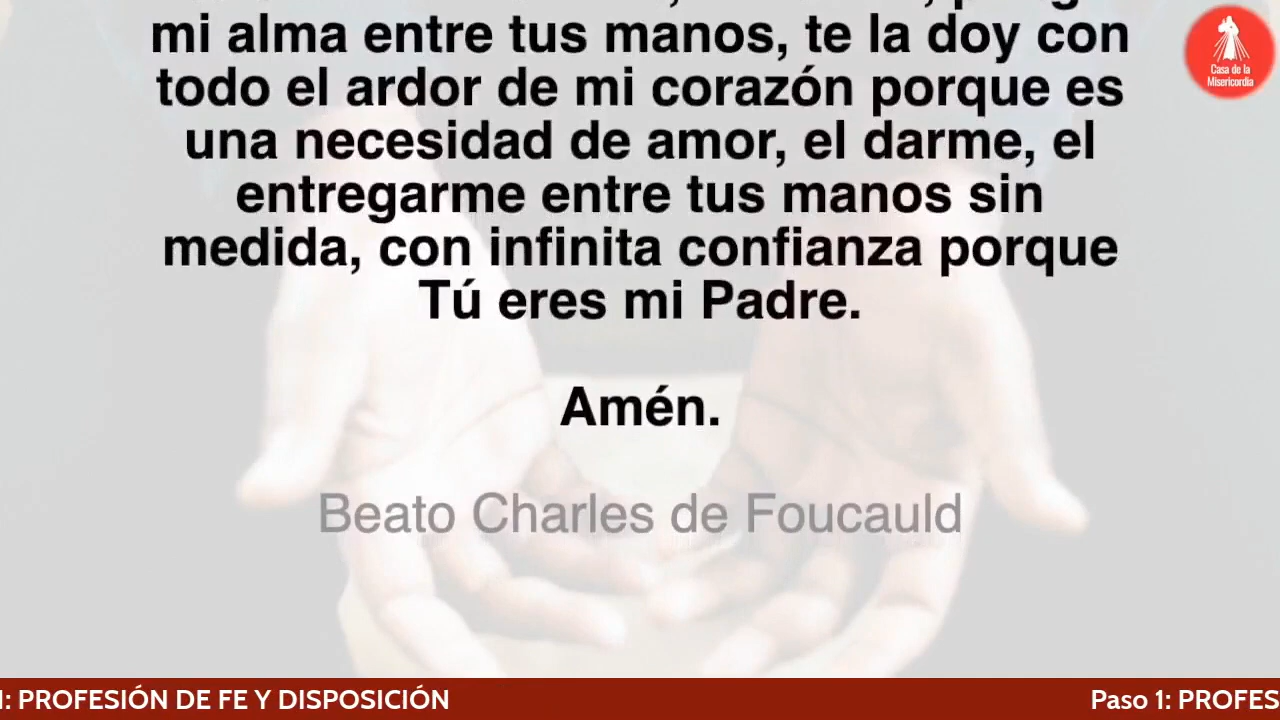 mi alma entre tus manos, te la doy con
todo el ardor de mi corazón porque es
una necesidad de amor, el darme, el
entregarme entre tus manos sin
medida, con infinita confianza porque
Tú eres mi Padre.
Amén.
Beato Charles de Foucauld
Casa de la
Misericordia
1: PROFESIÓN DE FE Y DISPOSICIÓN
Paso 1: PROFES